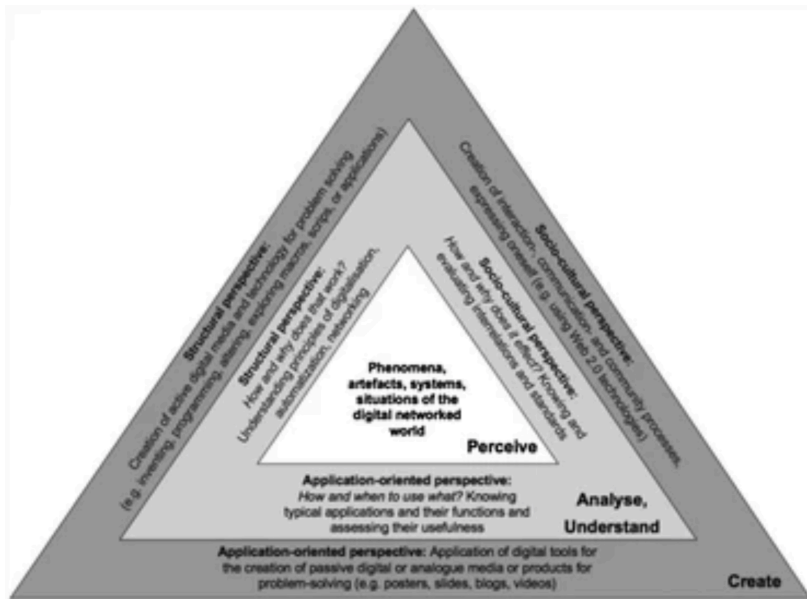 Structural perspective:
Creation of active digital media and technology for problem solving
(e.g. inventing, programming, altering, exploring macros, scrips, or applications)
Socio-cultural perspective:
Creation of interaction-, communication- and community processes,
expressing oneself (e.g. using Web 2.0 technologies)
Structural perspective:
How and why does that work?
Understanding principles of digitalisation,
automatization, networking
Socio-cultural perspective:
How and why does it effect? Knowing and
evaluating interrelations and standards
Phenomena,
artefacts, systems,
situations of the
digital networked
world
Perceive
Application-oriented perspective:
How and when to use what? Knowing
typical applications and their functions and
assessing their usefulness
Analyse,
Understand
Application-oriented perspective: Application of digital tools for
the creation of passive digital or analogue media or products for
problem-solving (e.g. posters, slides, blogs, videos)
Create